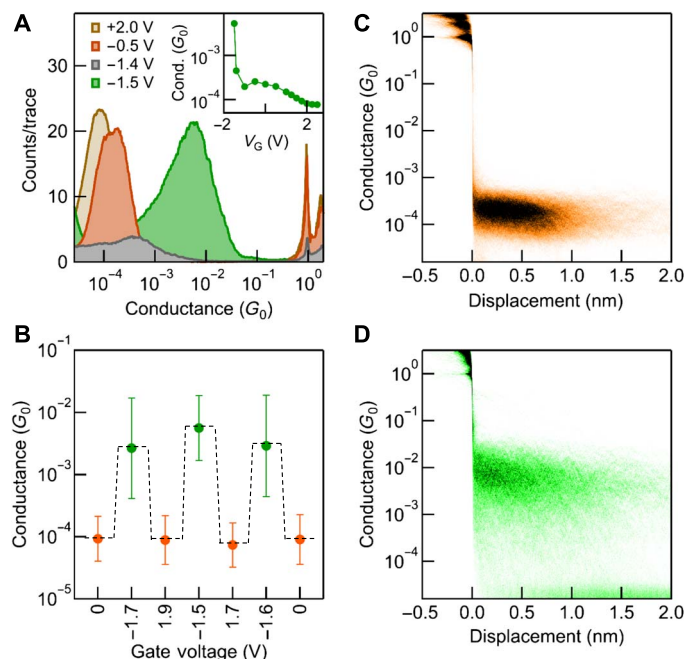 A
+2.0 V
−0.5 V
−1.4 V
−1.5 V
Counts/trace
30
20
10
0
10⁻⁴
10⁻³
10⁻²
10⁻¹
10⁰
Conductance (G₀)
Cond. (G₀)
10⁻³
10⁻⁴
−2
0
2
V_G (V)
C
Conductance (G₀)
10⁰
10⁻¹
10⁻²
10⁻³
10⁻⁴
−0.5
0.0
0.5
1.0
1.5
2.0
Displacement (nm)
B
Conductance (G₀)
10⁻¹
10⁻²
10⁻³
10⁻⁴
10⁻⁵
0
−1.7
1.9
−1.5
1.7
−1.6
0
Gate voltage (V)
D
Conductance (G₀)
10⁰
10⁻¹
10⁻²
10⁻³
10⁻⁴
−0.5
0.0
0.5
1.0
1.5
2.0
Displacement (nm)